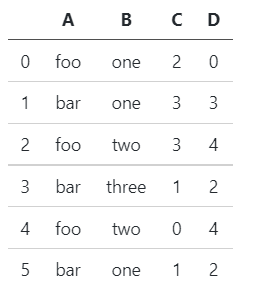 A B C D
0 foo one 2 0
1 bar one 3 3
2 foo two 3 4
3 bar three 1 2
4 foo two 0 4
5 bar one 1 2